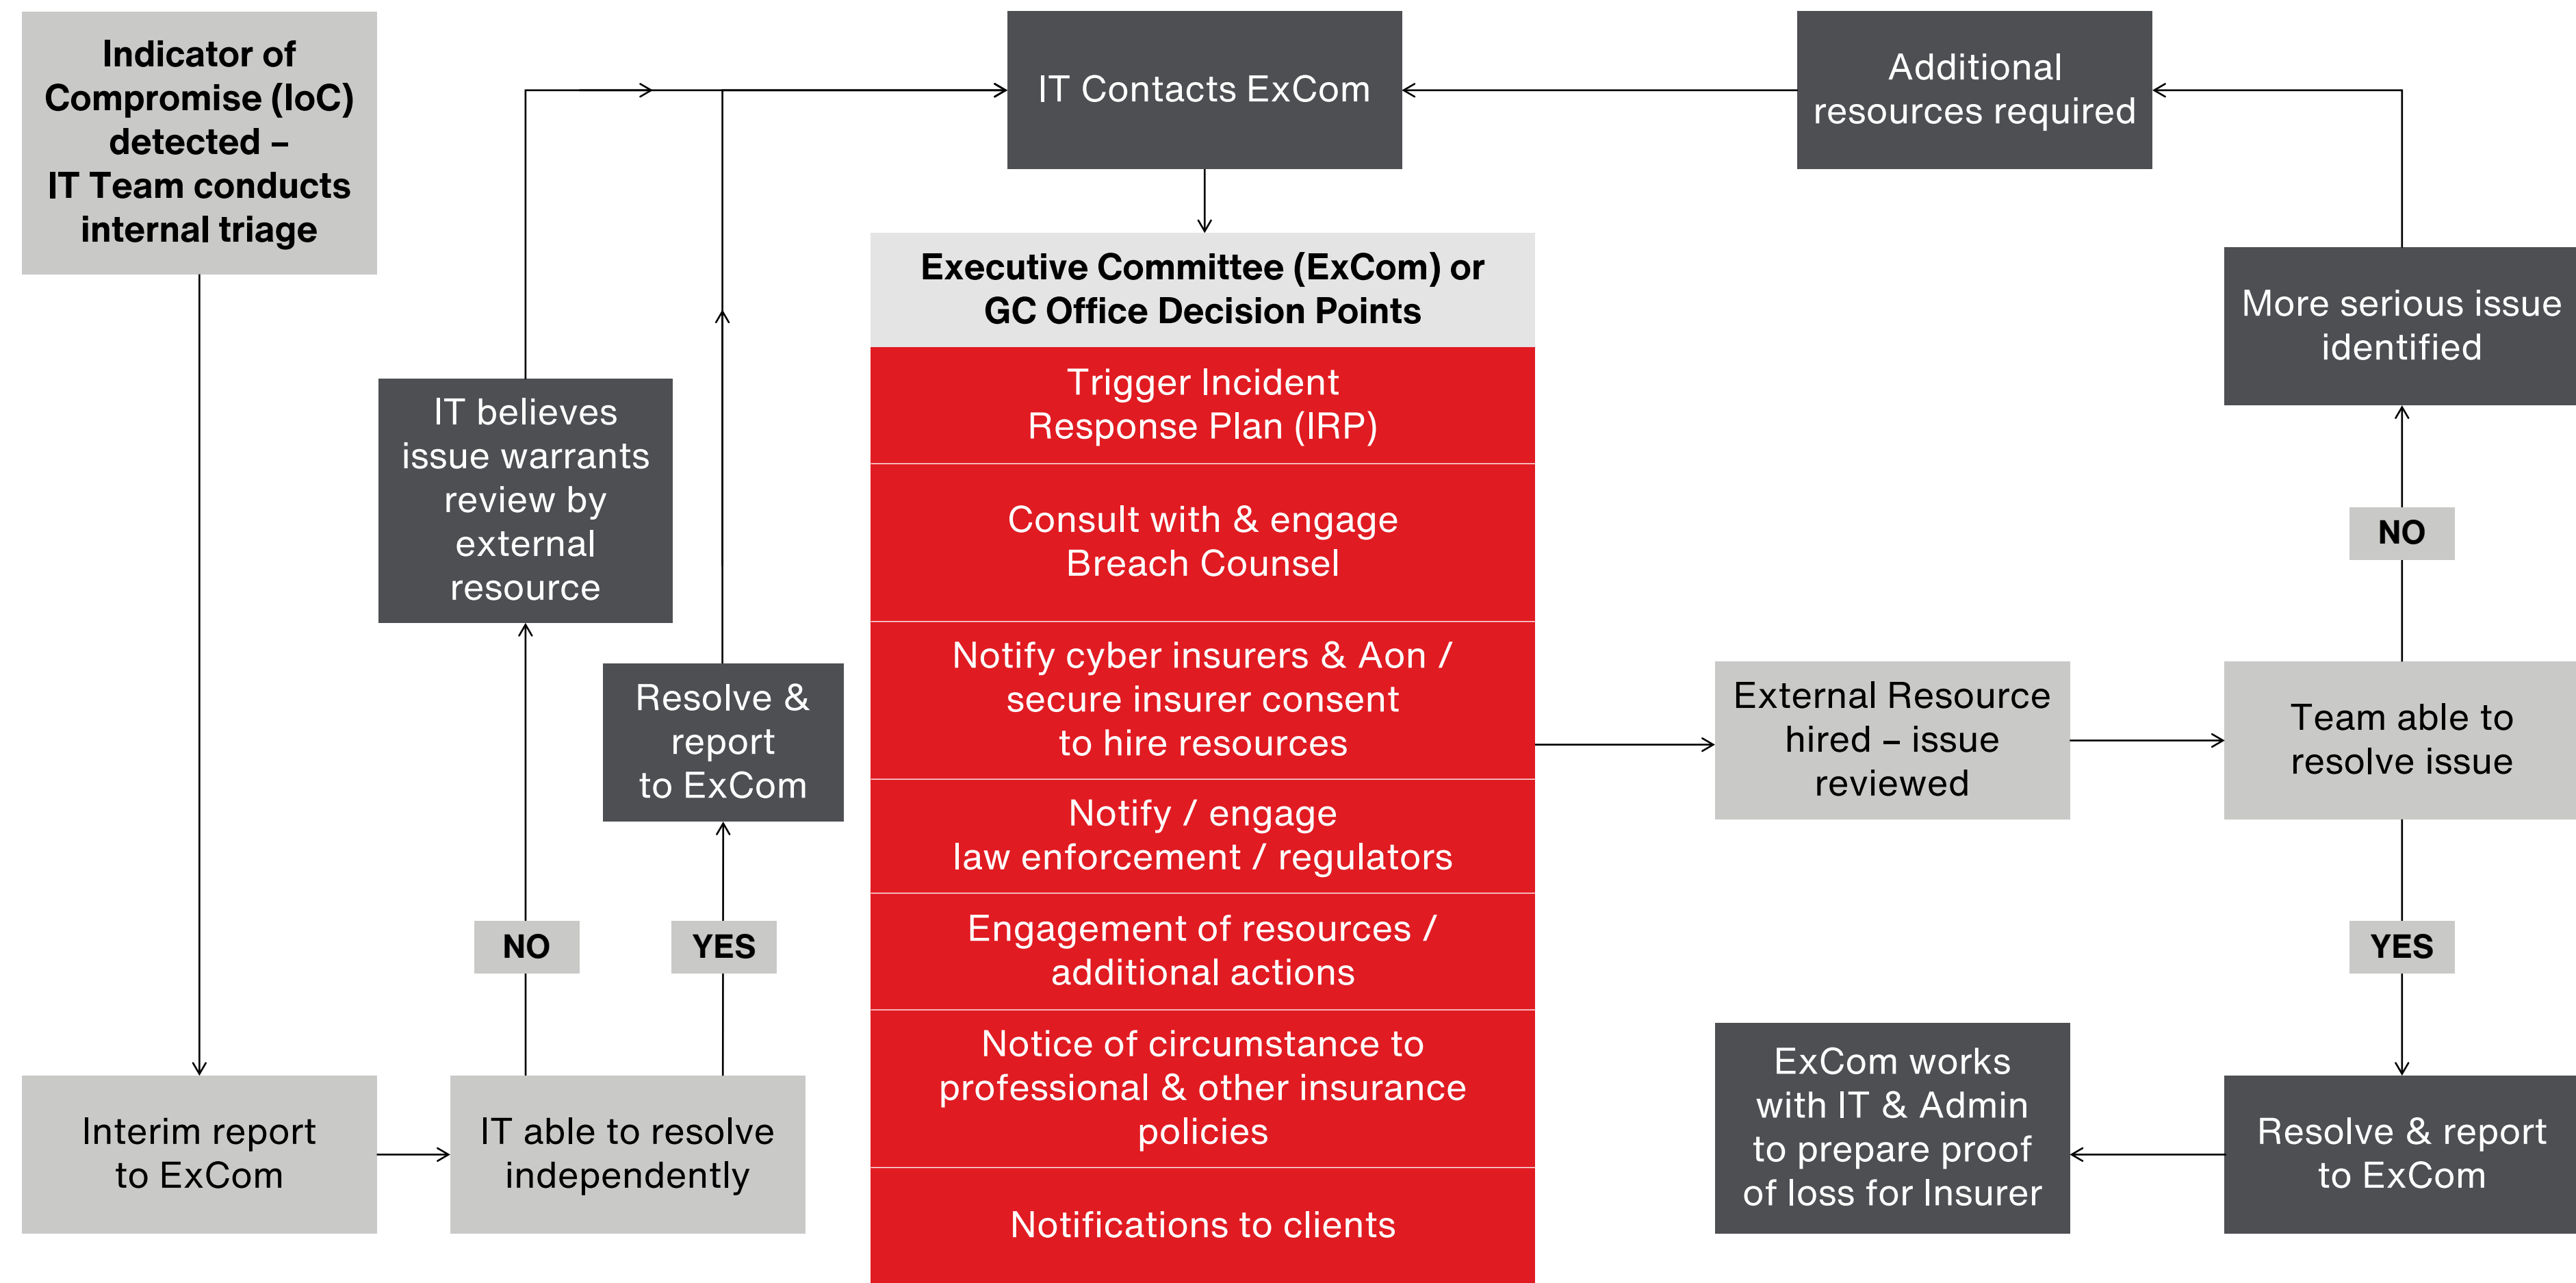 Indicator of
Compromise (IoC)
detected –
IT Team conducts
internal triage
Interim report
to ExCom
IT able to resolve
independently
NO
IT believes
issue warrants
review by
external
resource
YES
Resolve &
report
to ExCom
IT Contacts ExCom
Executive Committee (ExCom) or
GC Office Decision Points
Trigger Incident
Response Plan (IRP)
Consult with & engage
Breach Counsel
Notify cyber insurers & Aon /
secure insurer consent
to hire resources
Notify / engage
law enforcement / regulators
Engagement of resources /
additional actions
Notice of circumstance to
professional & other insurance
policies
Notifications to clients
External Resource
hired – issue
reviewed
Team able to
resolve issue
NO
More serious issue
identified
Additional
resources required
YES
Resolve & report
to ExCom
ExCom works
with IT & Admin
to prepare proof
of loss for Insurer